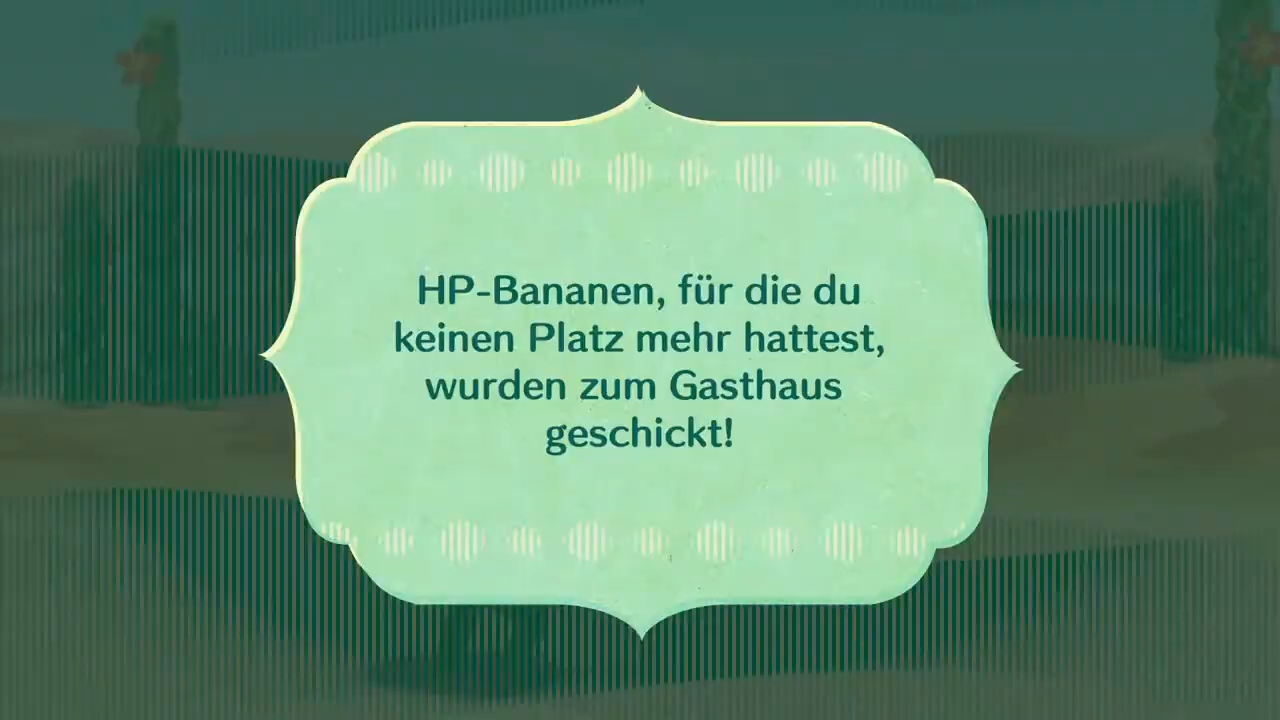 HP-Bananen, für die du
keinen Platz mehr hattest,
wurden zum Gasthaus
geschickt!